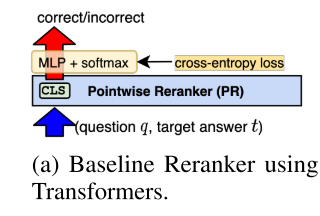 correct/incorrect
MLP + softmax
cross-entropy loss
CLS
Pointwise Reranker (PR)
(question q, target answer t)
(a) Baseline Reranker using
Transformers.